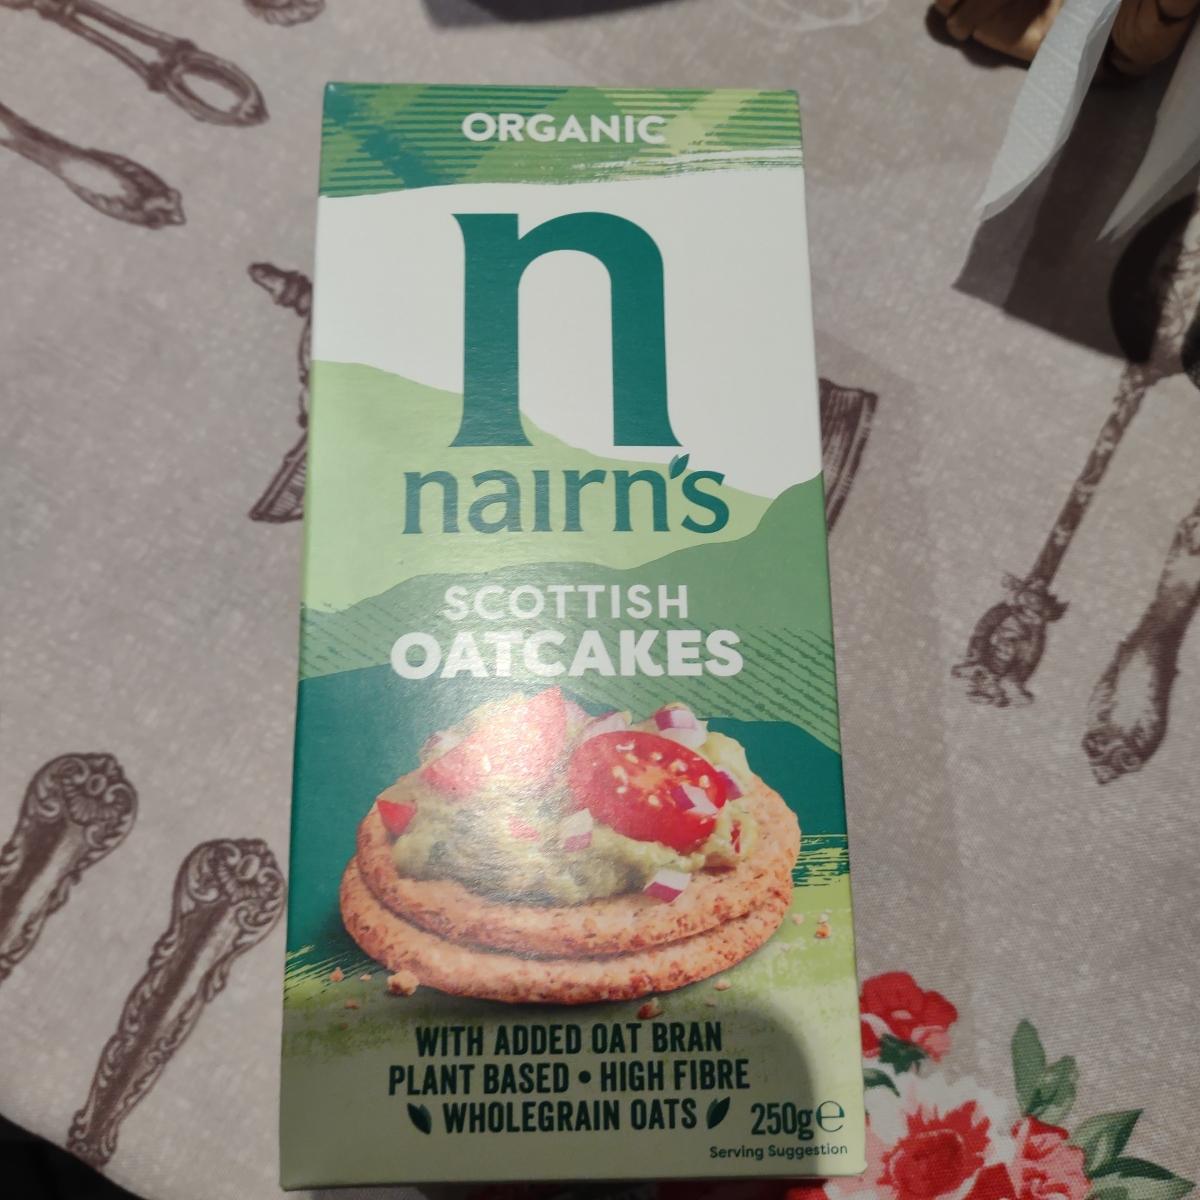 ORGANIC
n
nairn's
SCOTTISH
OATCAKES
WITH ADDED OAT BRAN
PLANT BASED • HIGH FIBRE
WHOLEGRAIN OATS
250g℮
Serving Suggestion